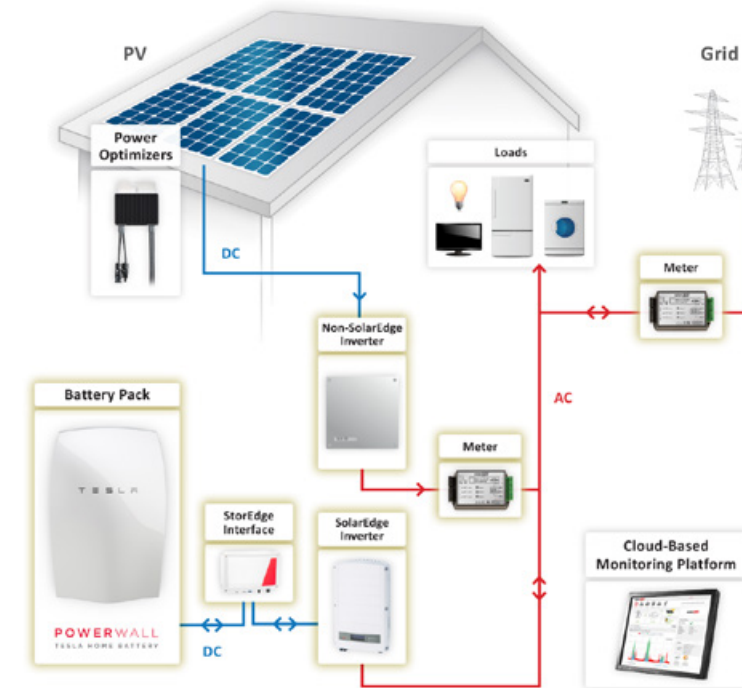 PV
Grid
Power
Optimizers
Loads
DC
Meter
Non-SolarEdge
Inverter
Battery Pack
AC
Meter
TESLA
StorEdge
Interface
SolarEdge
Inverter
Cloud-Based
Monitoring Platform
POWERWALL
TESLA HOME BATTERY
DC